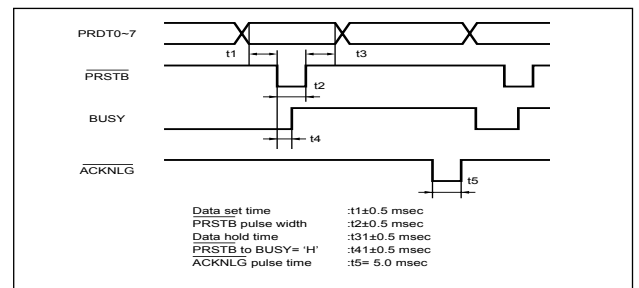 PRDT0~7
t1
t3
PRSTB
t2
BUSY
t4
ACKNLG
t5
Data set time :t1±0.5 msec
PRSTB pulse width :t2±0.5 msec
Data hold time :t31±0.5 msec
PRSTB to BUSY= ‘H’ :t41±0.5 msec
ACKNLG pulse time :t5= 5.0 msec